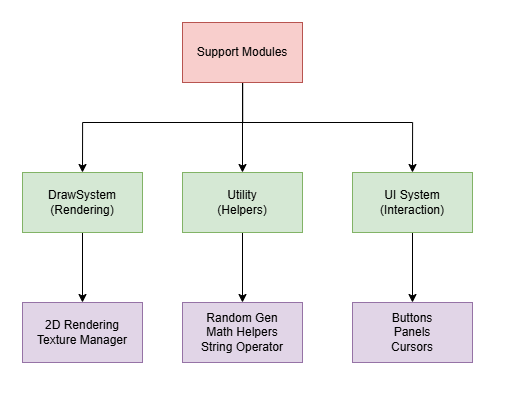 Support Modules
DrawSystem
(Rendering)
Utility
(Helpers)
UI System
(Interaction)
2D Rendering
Texture Manager
Random Gen
Math Helpers
String Operator
Buttons
Panels
Cursors